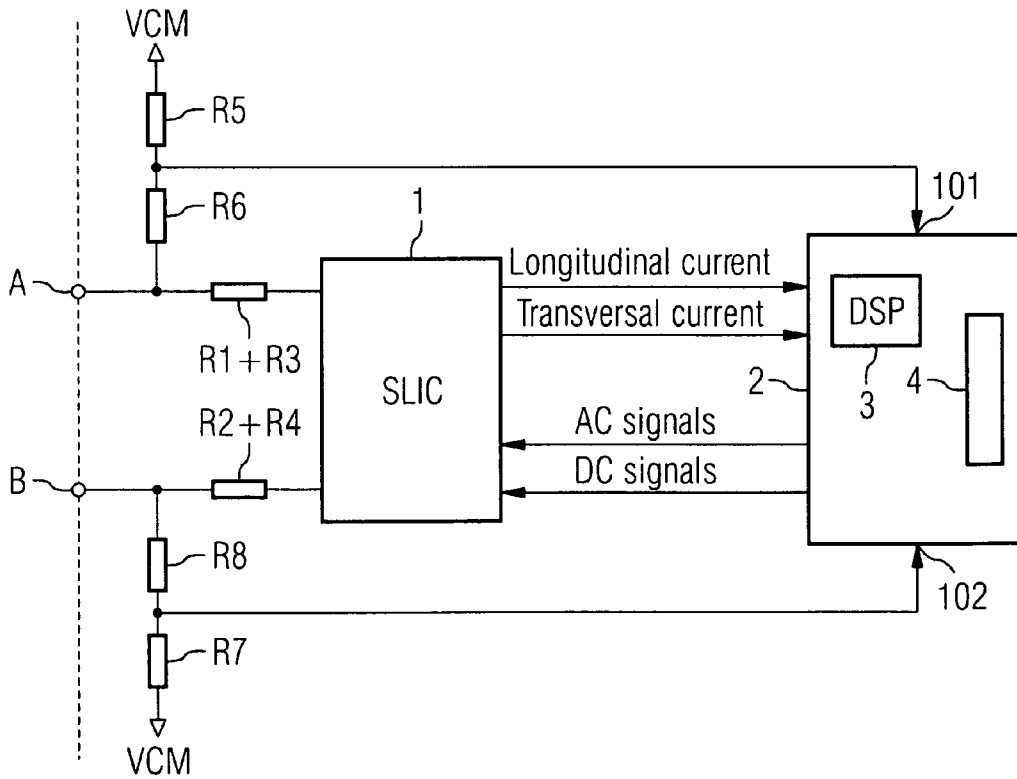 VCM
R5
R6
1
101
A
Longitudinal current
DSP
Transversal current
R1+R3
SLIC
2
3
4
R2+R4
AC signals
B
DC signals
R8
102
R7
VCM